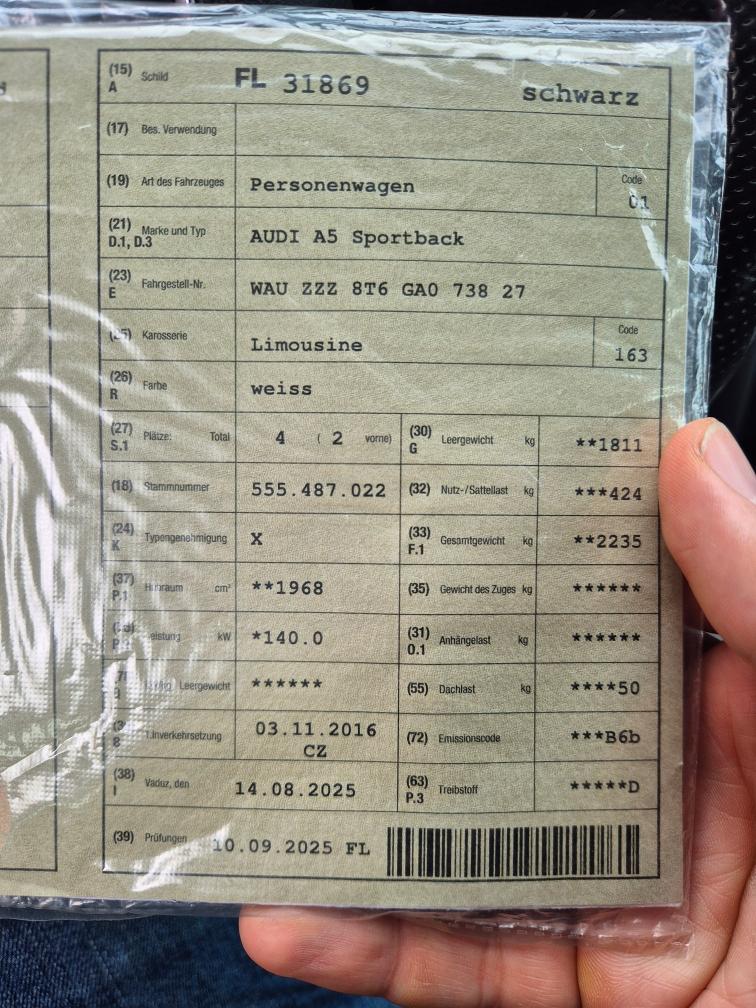 (15) Schild FL 31869 schwarz
A
(17) Bes. Verwendung
(19) Art des Fahrzeuges Personenwagen Code 01
(21) Marke und Typ AUDI A5 Sportback
D.1, D.3
(23) Fahrgestell-Nr. WAU ZZZ 8T6 GA0 738 27
E
(25) Karosserie Limousine Code 163
(26) Farbe weiss
R
(27) Plätze: Total 4 ( 2 vorne) (30) Leergewicht kg **1811
S.1 G
(18) Stammnummer 555.487.022 (32) Nutz-/Sattellast kg ***424
(24) Typengenehmigung X (33) Gesamtgewicht kg **2235
K F.1
(37) Hubraum cm³ **1968 (35) Gewicht des Zuges kg ******
P.1
Leistung kW *140.0 (31) Anhängelast kg ******
O.1
Leergewicht ****** (55) Dachlast kg ****50
1.Inverkehrsetzung 03.11.2016 (72) Emissionscode ***B6b
CZ
(38) Vaduz, den 14.08.2025 (63) Treibstoff *****D
I P.3
(39) Prüfungen 10.09.2025 FL